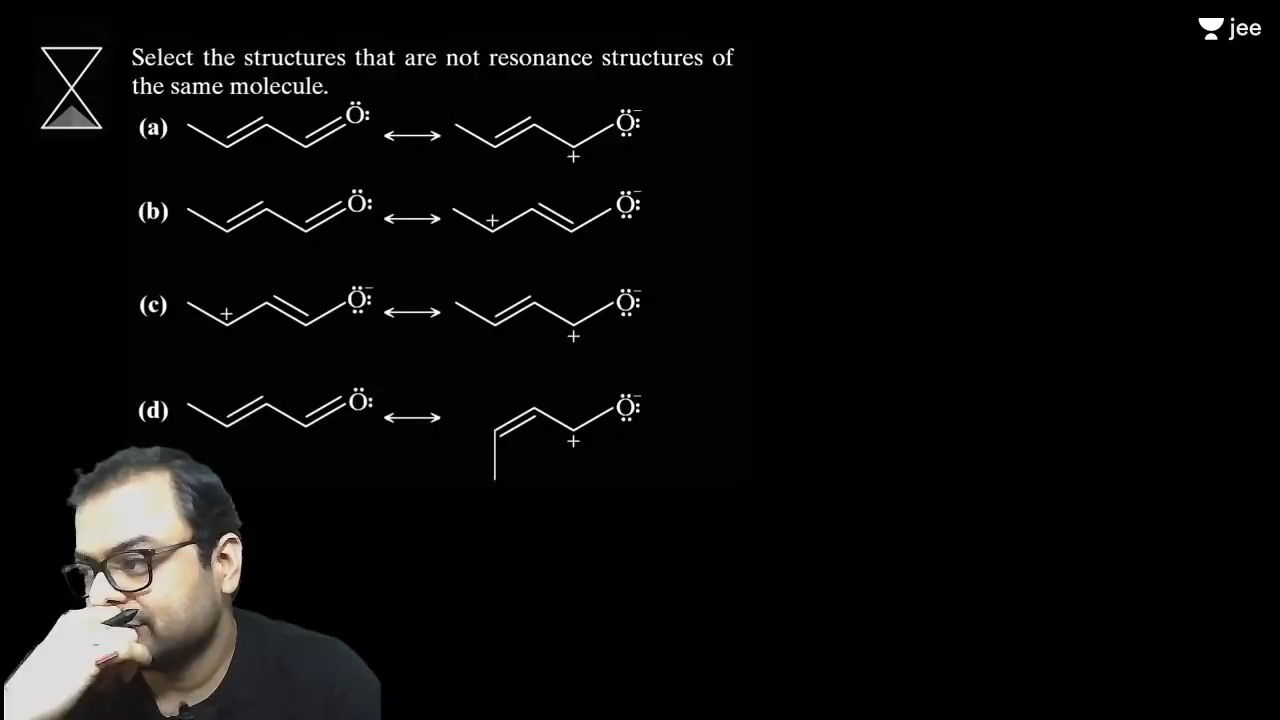 jee
Select the structures that are not resonance structures of
the same molecule.
(a) Ö: ↔ + :Ö:⁻
(b) Ö: ↔ + :Ö:⁻
(c) + :Ö:⁻ ↔ + :Ö:⁻
(d) Ö: ↔ + :Ö:⁻